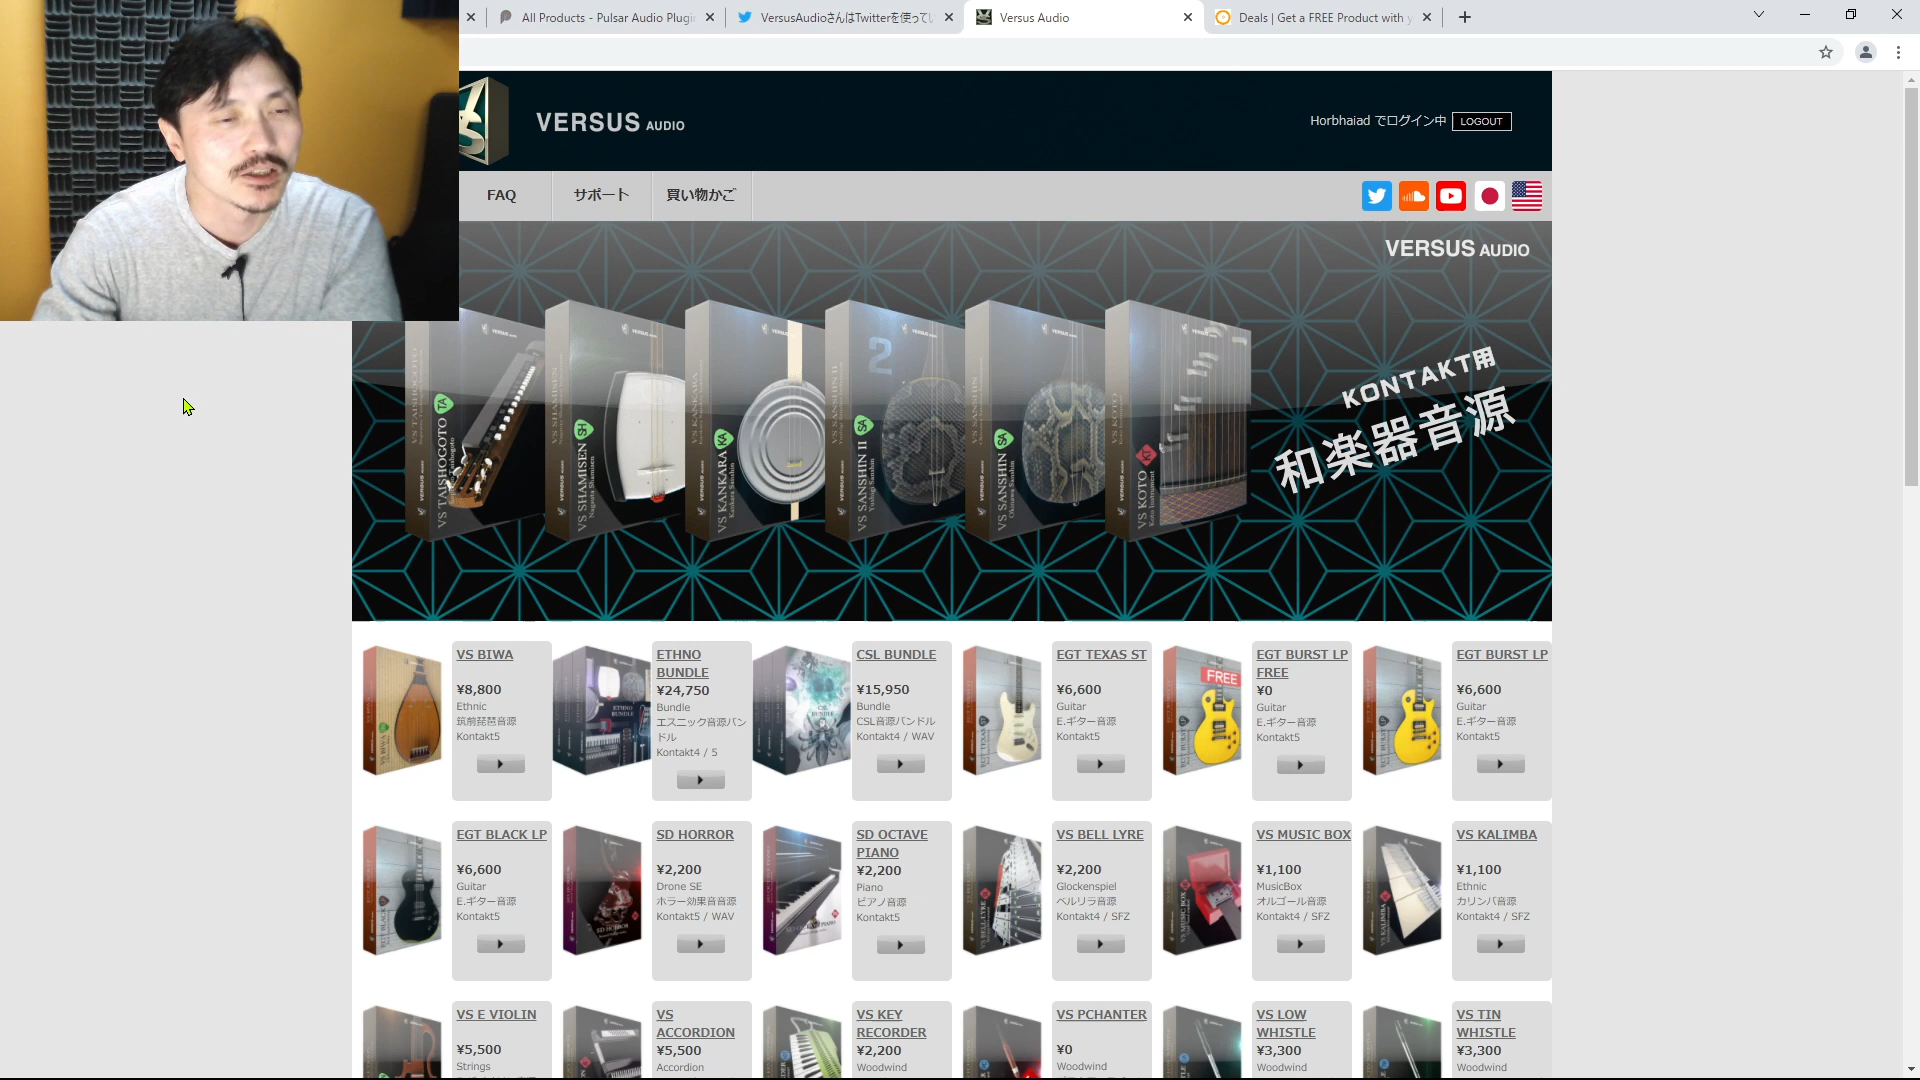 All Products - Pulsar Audio Plugi
VersusAudioさんはTwitterを使って
Versus Audio
Deals | Get a FREE Product with y
VERSUS AUDIO
Horbhaiad でログイン中 LOGOUT
FAQ
サポート
買い物かご
VERSUS AUDIO
KONTAKT用
和楽器音源
VS TAISHOGOTO
VS SHAMISEN
VS KANKARA
VS SANSHIN II
VS SANSHIN
VS KOTO
VS BIWA
¥8,800
Ethnic
筑前琵琶音源
Kontakt5
ETHNO
BUNDLE
¥24,750
Bundle
エスニック音源バン
ドル
Kontakt4 / 5
CSL BUNDLE
¥15,950
Bundle
CSL音源バンドル
Kontakt4 / WAV
EGT TEXAS ST
¥6,600
Guitar
E.ギター音源
Kontakt5
FREE
EGT BURST LP
FREE
¥0
Guitar
E.ギター音源
Kontakt5
EGT BURST LP
¥6,600
Guitar
E.ギター音源
Kontakt5
EGT BLACK LP
¥6,600
Guitar
E.ギター音源
Kontakt5
SD HORROR
¥2,200
Drone SE
ホラー効果音音源
Kontakt5 / WAV
SD OCTAVE
PIANO
¥2,200
Piano
ピアノ音源
Kontakt5
VS BELL LYRE
¥2,200
Glockenspiel
ベルリラ音源
Kontakt4 / SFZ
VS MUSIC BOX
¥1,100
MusicBox
オルゴール音源
Kontakt4 / SFZ
VS KALIMBA
¥1,100
Ethnic
カリンバ音源
Kontakt4 / SFZ
VS E VIOLIN
¥5,500
Strings
VS
ACCORDION
¥5,500
Accordion
VS KEY
RECORDER
¥2,200
Woodwind
VS PCHANTER
¥0
Woodwind
VS LOW
WHISTLE
¥3,300
Woodwind
VS TIN
WHISTLE
¥3,300
Woodwind